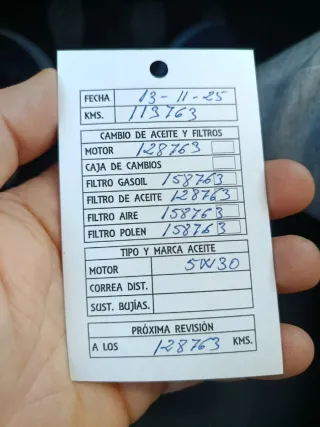 FECHA 13-11-25
KMS. 113763
CAMBIO DE ACEITE Y FILTROS
MOTOR 128763
CAJA DE CAMBIOS
FILTRO GASOIL 158763
FILTRO DE ACEITE 128763
FILTRO AIRE 158763
FILTRO POLEN 158763
TIPO Y MARCA ACEITE
MOTOR 5W30
CORREA DIST.
SUST. BUJÍAS.
PRÓXIMA REVISIÓN
A LOS 128763 KMS.